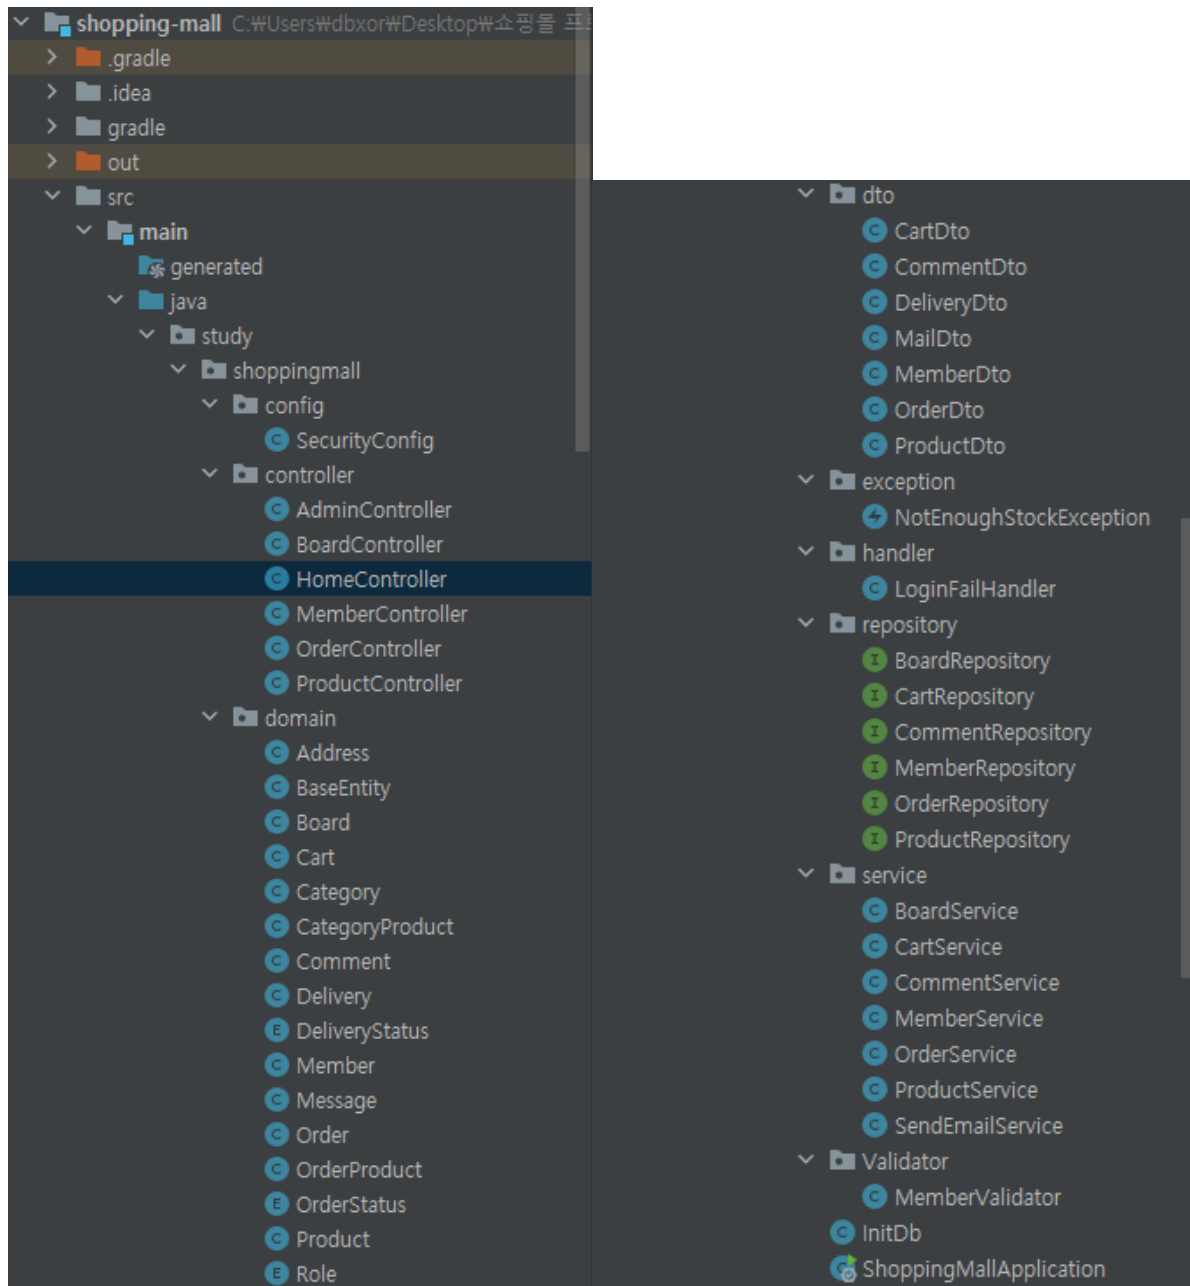 shopping-mall C:₩Users₩dbxor₩Desktop₩쇼핑몰
.gradle
.idea
gradle
out
src
main
generated
java
study
shoppingmall
config
SecurityConfig
controller
AdminController
BoardController
HomeController
MemberController
OrderController
ProductController
domain
Address
BaseEntity
Board
Cart
Category
CategoryProduct
Comment
Delivery
DeliveryStatus
Member
Message
Order
OrderProduct
OrderStatus
Product
Role
dto
CartDto
CommentDto
DeliveryDto
MailDto
MemberDto
OrderDto
ProductDto
exception
NotEnoughStockException
handler
LoginFailHandler
repository
BoardRepository
CartRepository
CommentRepository
MemberRepository
OrderRepository
ProductRepository
service
BoardService
CartService
CommentService
MemberService
OrderService
ProductService
SendEmailService
Validator
MemberValidator
InitDb
ShoppingMallApplication